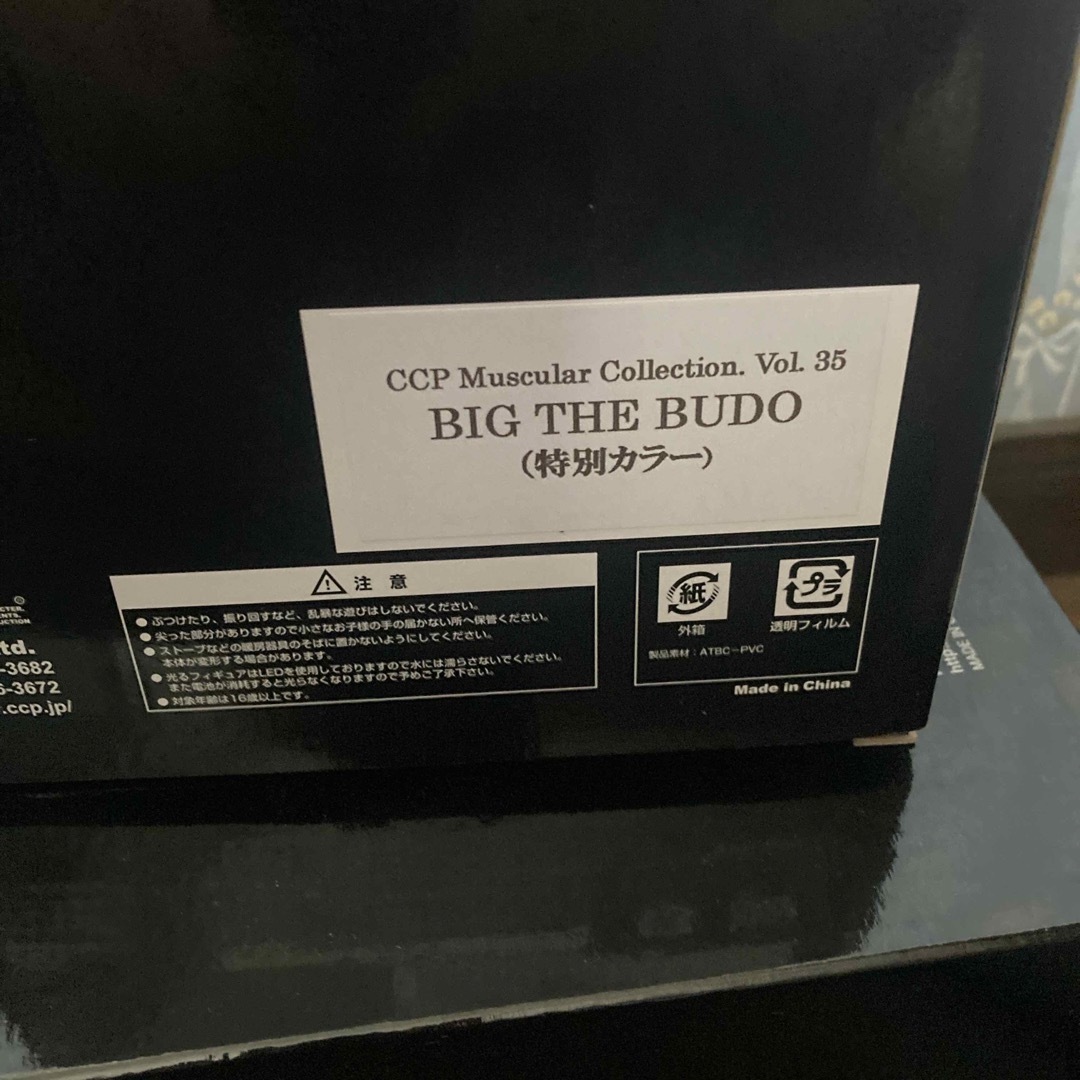 CCP Muscular Collection. Vol. 35
BIG THE BUDO
(特別カラー)
注意
●ぶつけたり、振り回すなど、乱暴な遊びはしないでください。
●尖った部分がありますので小さなお子様の手の届かない所へ保管ください。
●ストーブなどの暖房器具のそばに置かないようにしてください。
本体が変形する場合があります。
●光るフィギュアはLEDを使用しておりますので水には濡らさないでください。
また電池が消耗すると光らなくなりますので予めご了承下さい。
●対象年齢は16歳以上です。
紙
外箱
プラ
透明フィルム
製品素材:ATBC-PVC
Made in China
CTER.
NTS.
UCTION
td.
-3682
6-3672
.ccp.jp/
MADE IN